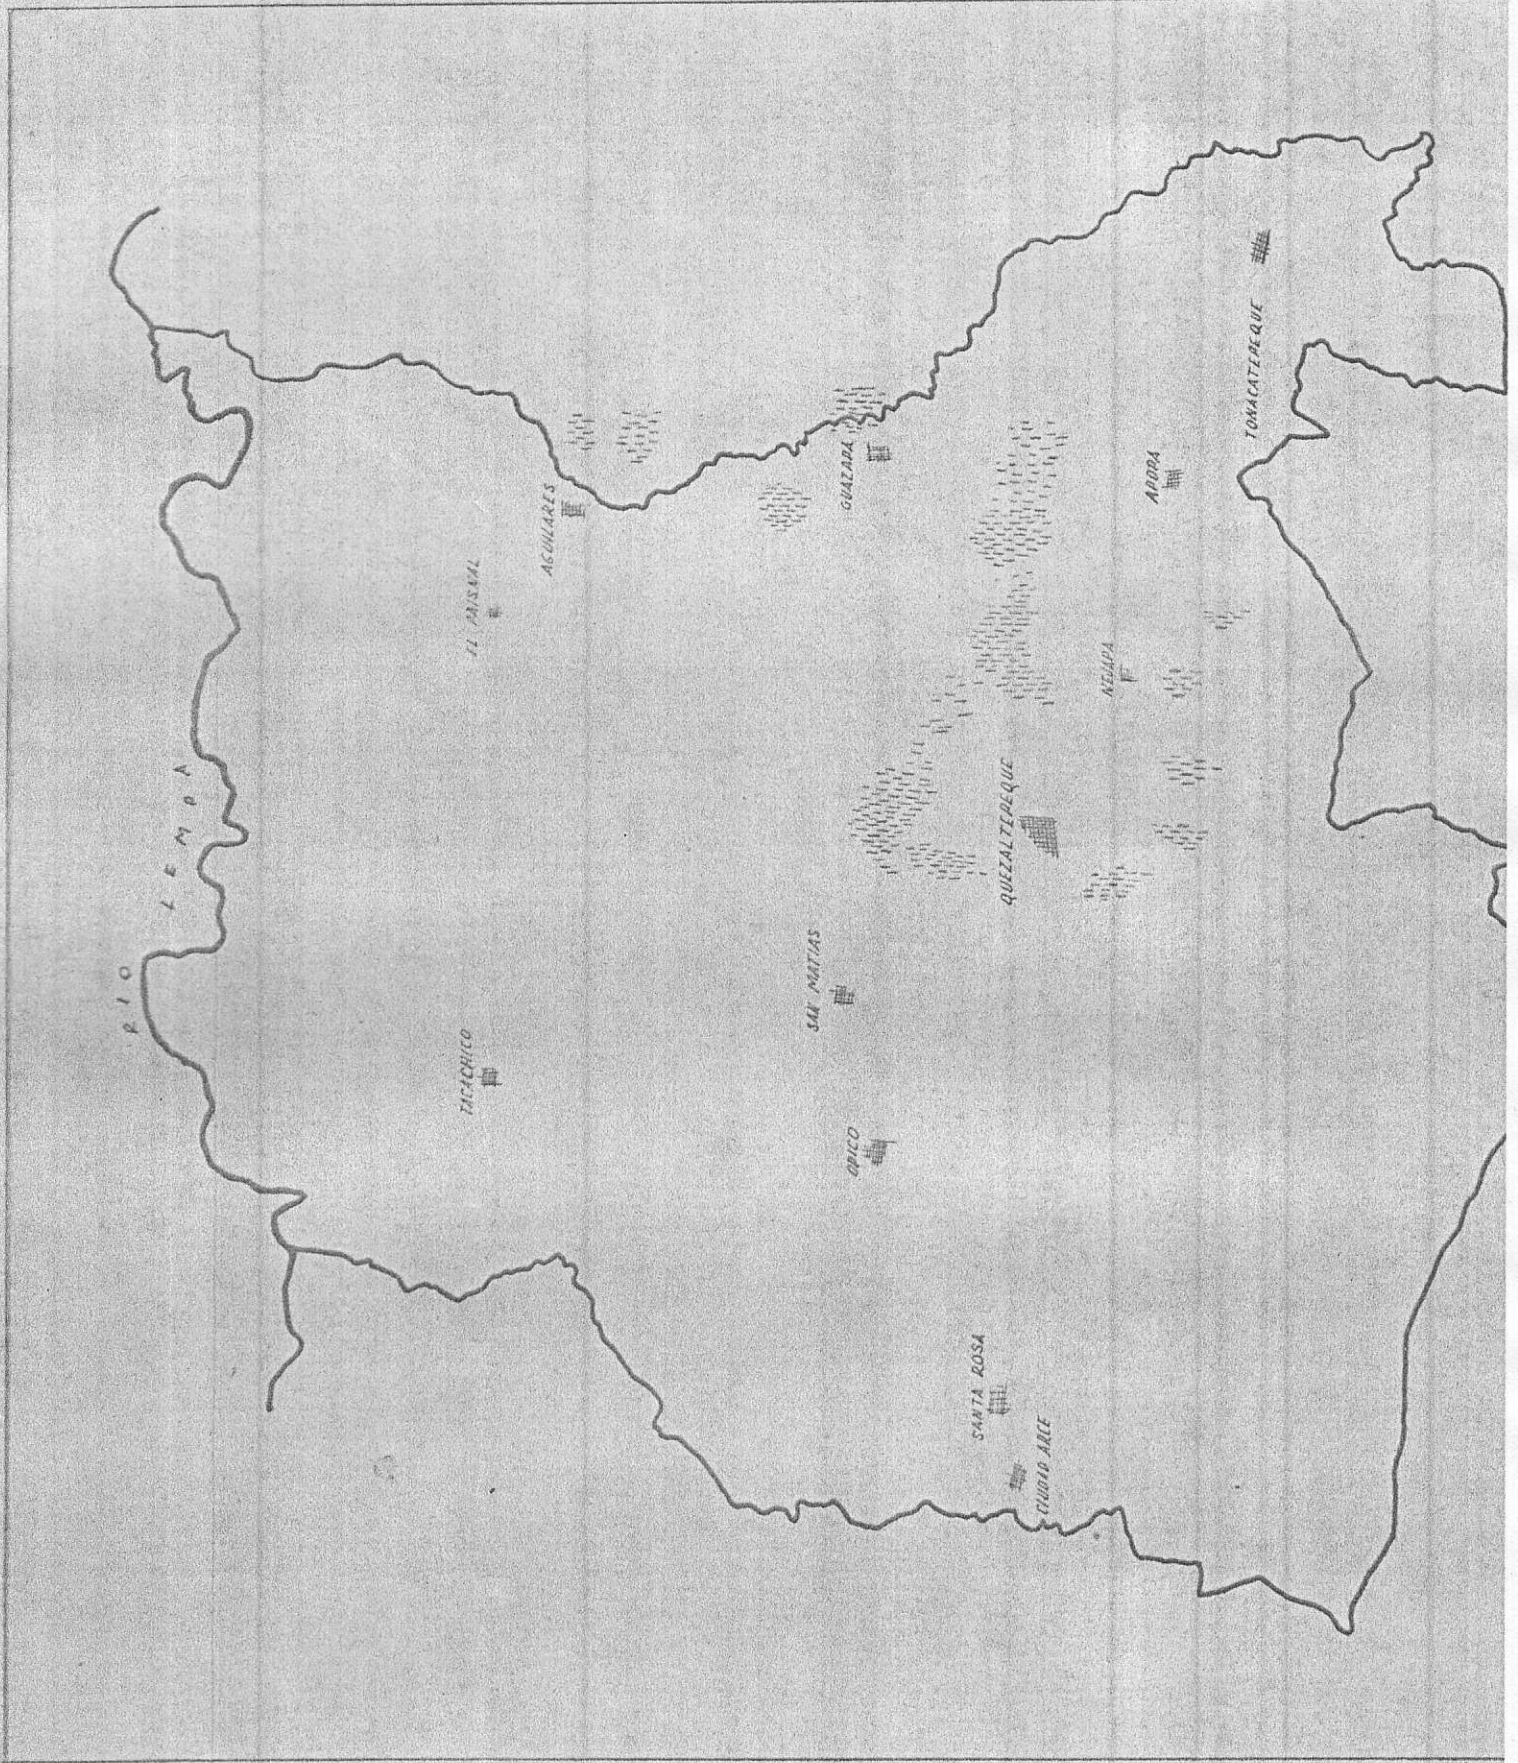 RIO LEMPA
TACACHICO
EL PAISNAL
AGUILARES
SAN MATIAS
OPICO
GUAZAPA
SANTA ROSA
CIUDAD ARCE
QUEZALTEPEQUE
NEJAPA
APOPA
TONACATEPEQUE